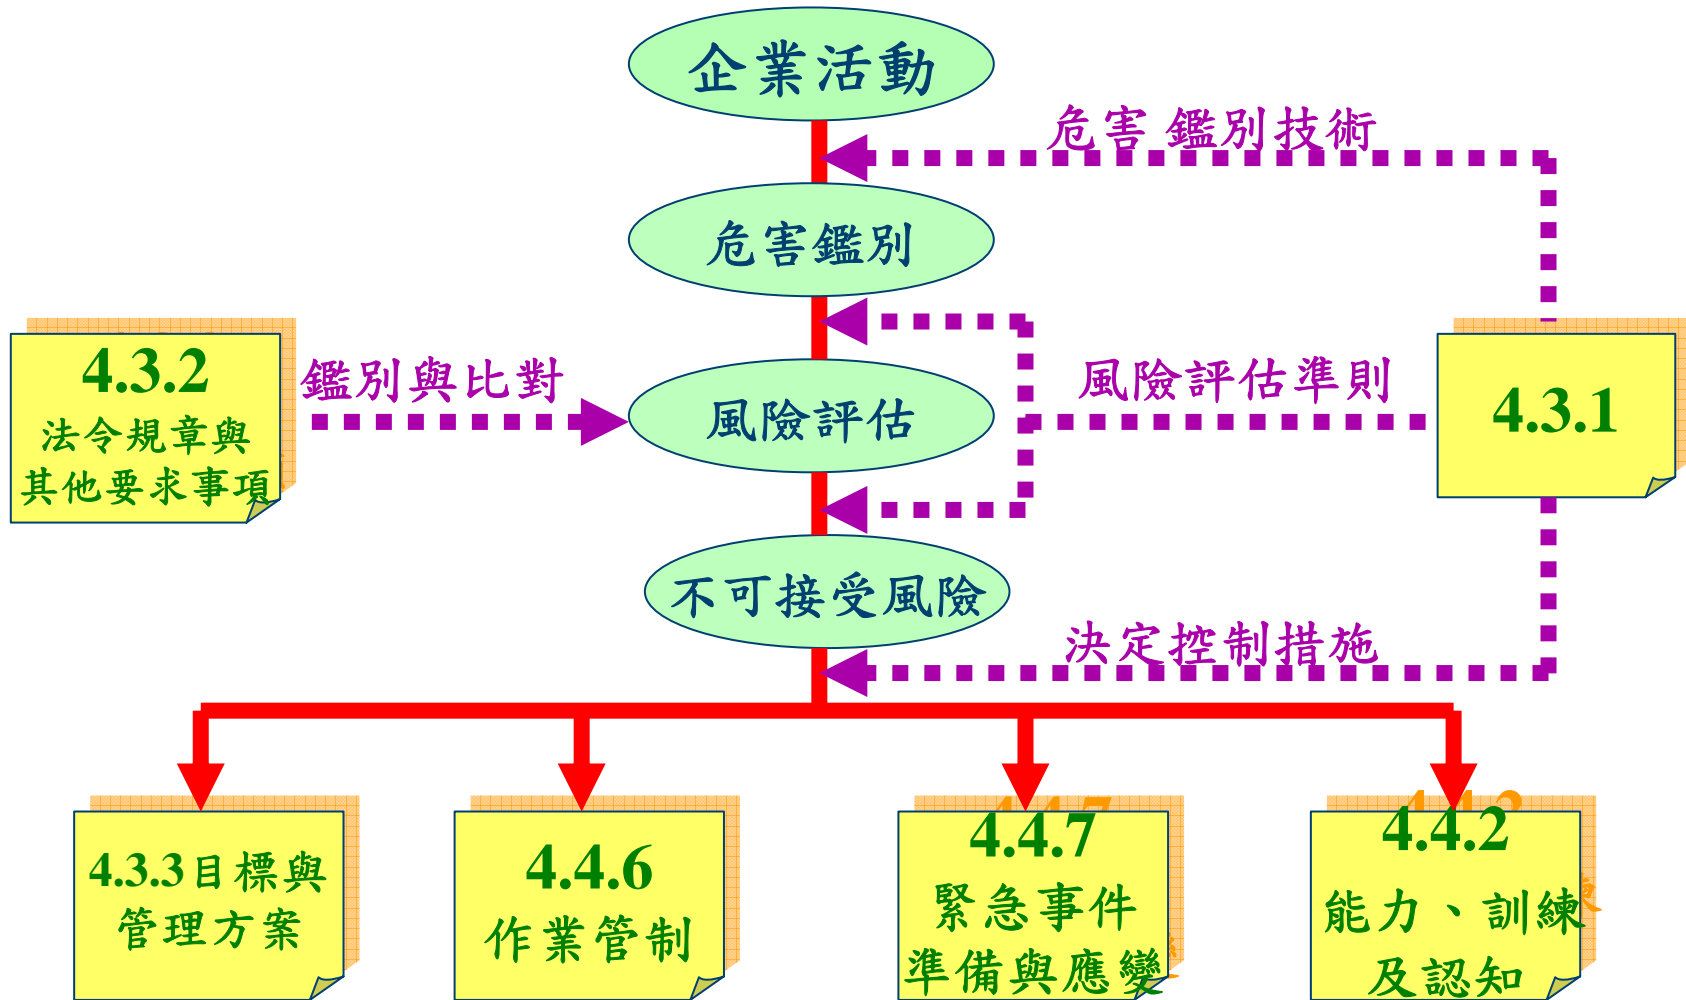 企業活動
危害 鑑別技術
危害鑑別
4.3.2
法令規章與
其他要求事項
鑑別與比對
風險評估
風險評估準則
4.3.1
不可接受風險
決定控制措施
4.3.3目標與
管理方案
4.4.6
作業管制
4.4.7
緊急事件
準備與應變
4.4.2
能力、訓練
及認知